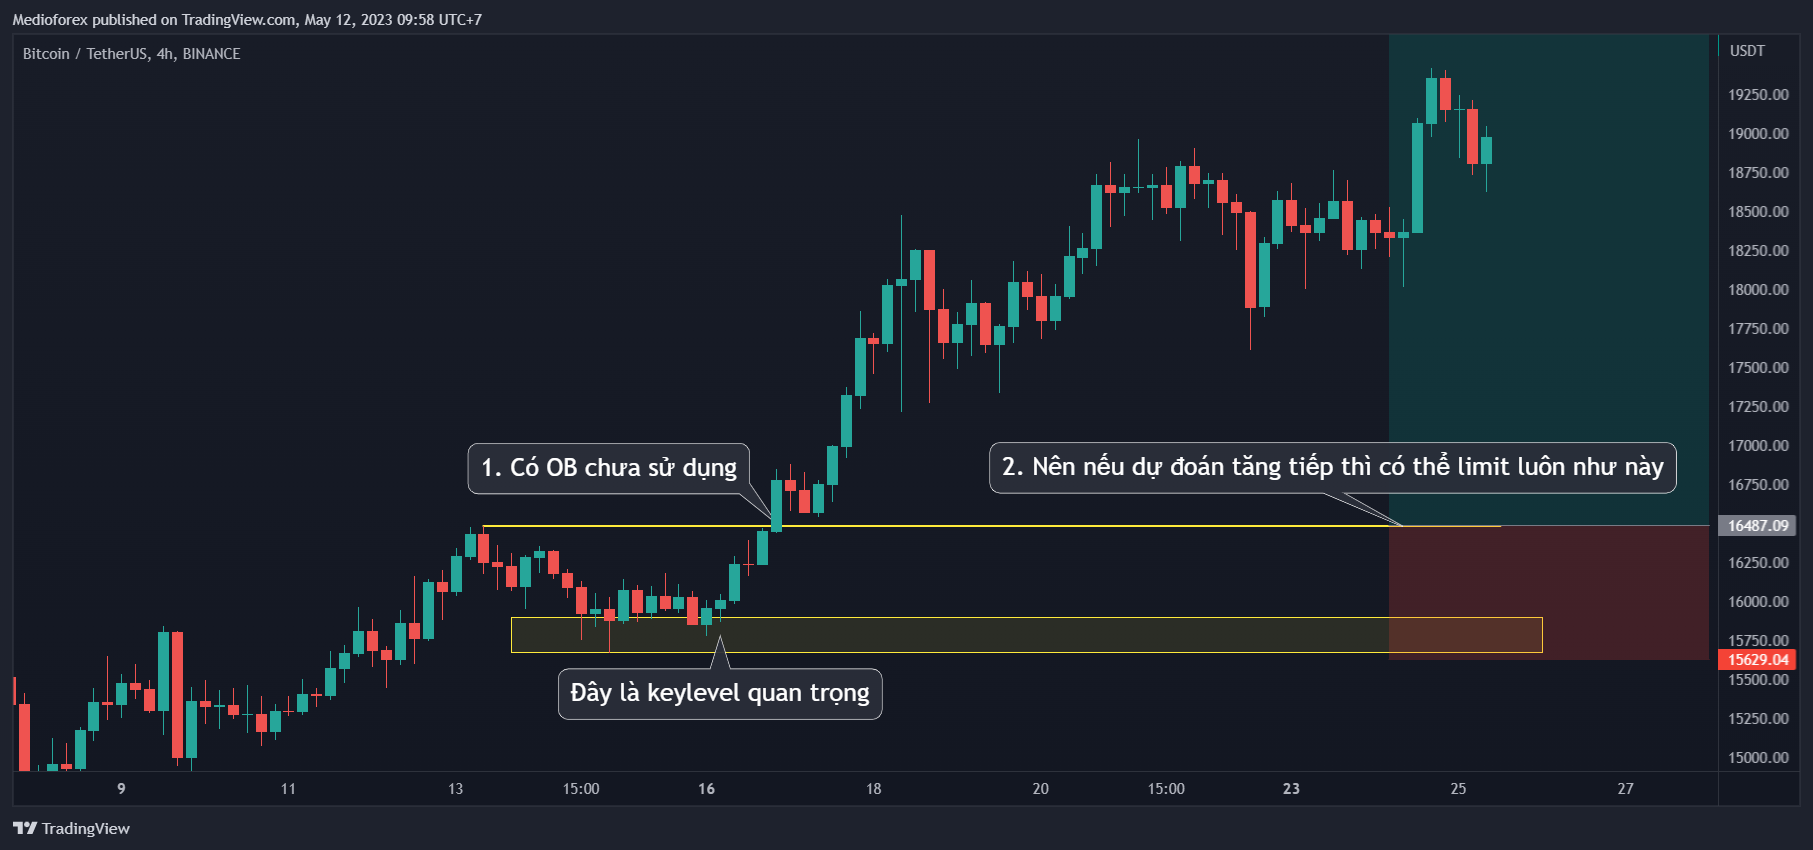 Medioforex published on TradingView.com, May 12, 2023 09:58 UTC+7
Bitcoin / TetherUS, 4h, BINANCE
USDT
19250.00
19000.00
18750.00
18500.00
18250.00
18000.00
17750.00
17500.00
17250.00
17000.00
1. Có OB chưa sử dụng
2. Nên nếu dự đoán tăng tiếp thì có thể limit luôn như này
16750.00
16487.09
16250.00
16000.00
15750.00
15629.04
15500.00
Đây là keylevel quan trọng
15250.00
15000.00
9 11 13 15:00 16 18 20 15:00 23 25 27
TradingView